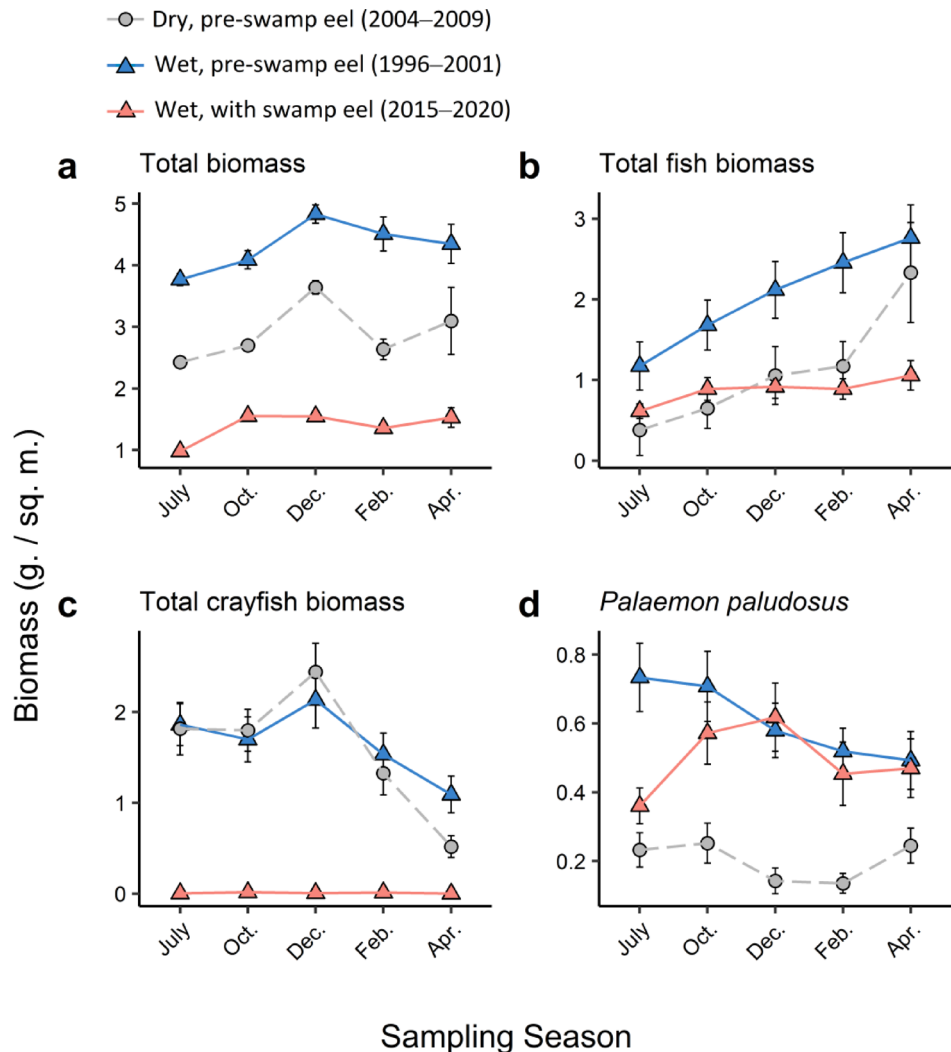 Dry, pre-swamp eel (2004–2009)
Wet, pre-swamp eel (1996–2001)
Wet, with swamp eel (2015–2020)
a Total biomass
5
4
3
2
1
July Oct. Dec. Feb. Apr.
b Total fish biomass
3
2
1
0
July Oct. Dec. Feb. Apr.
Biomass (g. / sq. m.)
c Total crayfish biomass
2
1
0
July Oct. Dec. Feb. Apr.
d Palaemon paludosus
0.8
0.6
0.4
0.2
July Oct. Dec. Feb. Apr.
Sampling Season